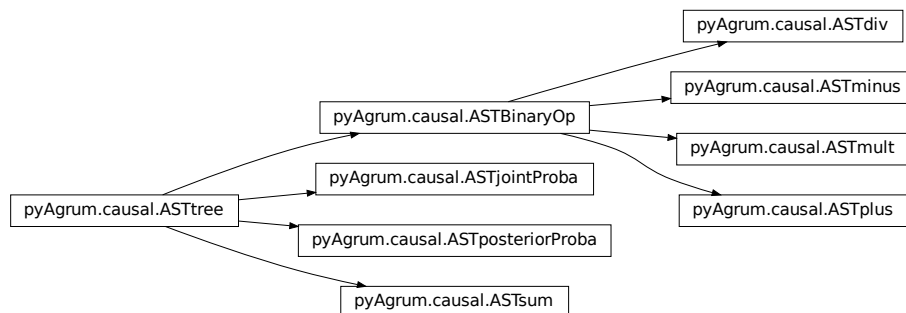 pyAgrum.causal.ASTdiv
pyAgrum.causal.ASTminus
pyAgrum.causal.ASTBinaryOp
pyAgrum.causal.ASTmult
pyAgrum.causal.ASTjointProba
pyAgrum.causal.ASTtree
pyAgrum.causal.ASTplus
pyAgrum.causal.ASTposteriorProba
pyAgrum.causal.ASTsum